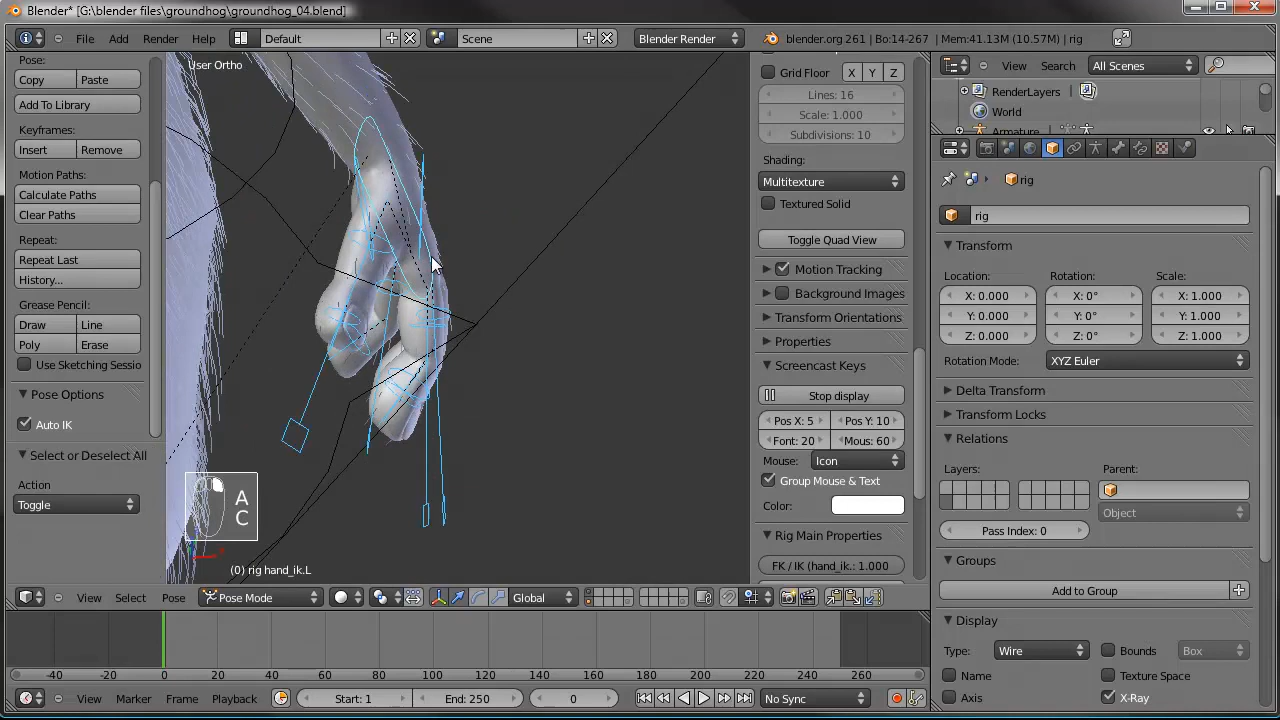 Blender* [G:\blender files\groundhog\groundhog_04.blend]
File Add Render Help Default Scene Blender Render blender.org 261 | Bo:14-267 | Mem:41.13M (10.57M) | rig
Pose:
Copy Paste
Add To Library
Keyframes:
Insert Remove
Motion Paths:
Calculate Paths
Clear Paths
Repeat:
Repeat Last
History...
Grease Pencil:
Draw Line
Poly Erase
Use Sketching Sessio
Pose Options
Auto IK
Select or Deselect All
Action
Toggle
User Ortho
A
C
(0) rig hand_ik.L
View Select Pose Pose Mode Global
Grid Floor X Y Z
Lines: 16
Scale: 1.000
Subdivisions: 10
Shading:
Multitexture
Textured Solid
Toggle Quad View
Motion Tracking
Background Images
Transform Orientations
Properties
Screencast Keys
Stop display
Pos X: 5 Pos Y: 10
Font: 20 Mous: 60
Mouse: Icon
Group Mouse & Text
Color:
Rig Main Properties
FK / IK (hand_ik.: 1.000
View Search All Scenes
RenderLayers
World
Armature
rig
rig
Transform
Location: Rotation: Scale:
X: 0.000 X: 0° X: 1.000
Y: 0.000 Y: 0° Y: 1.000
Z: 0.000 Z: 0° Z: 1.000
Rotation Mode: XYZ Euler
Delta Transform
Transform Locks
Relations
Layers: Parent:
Object
Pass Index: 0
Groups
Add to Group
Display
Type: Wire Bounds Box
Name Texture Space
Axis X-Ray
-40 -20 0 20 40 60 80 100 120 140 160 180 200 220 240 260
View Marker Frame Playback Start: 1 End: 250 0 No Sync